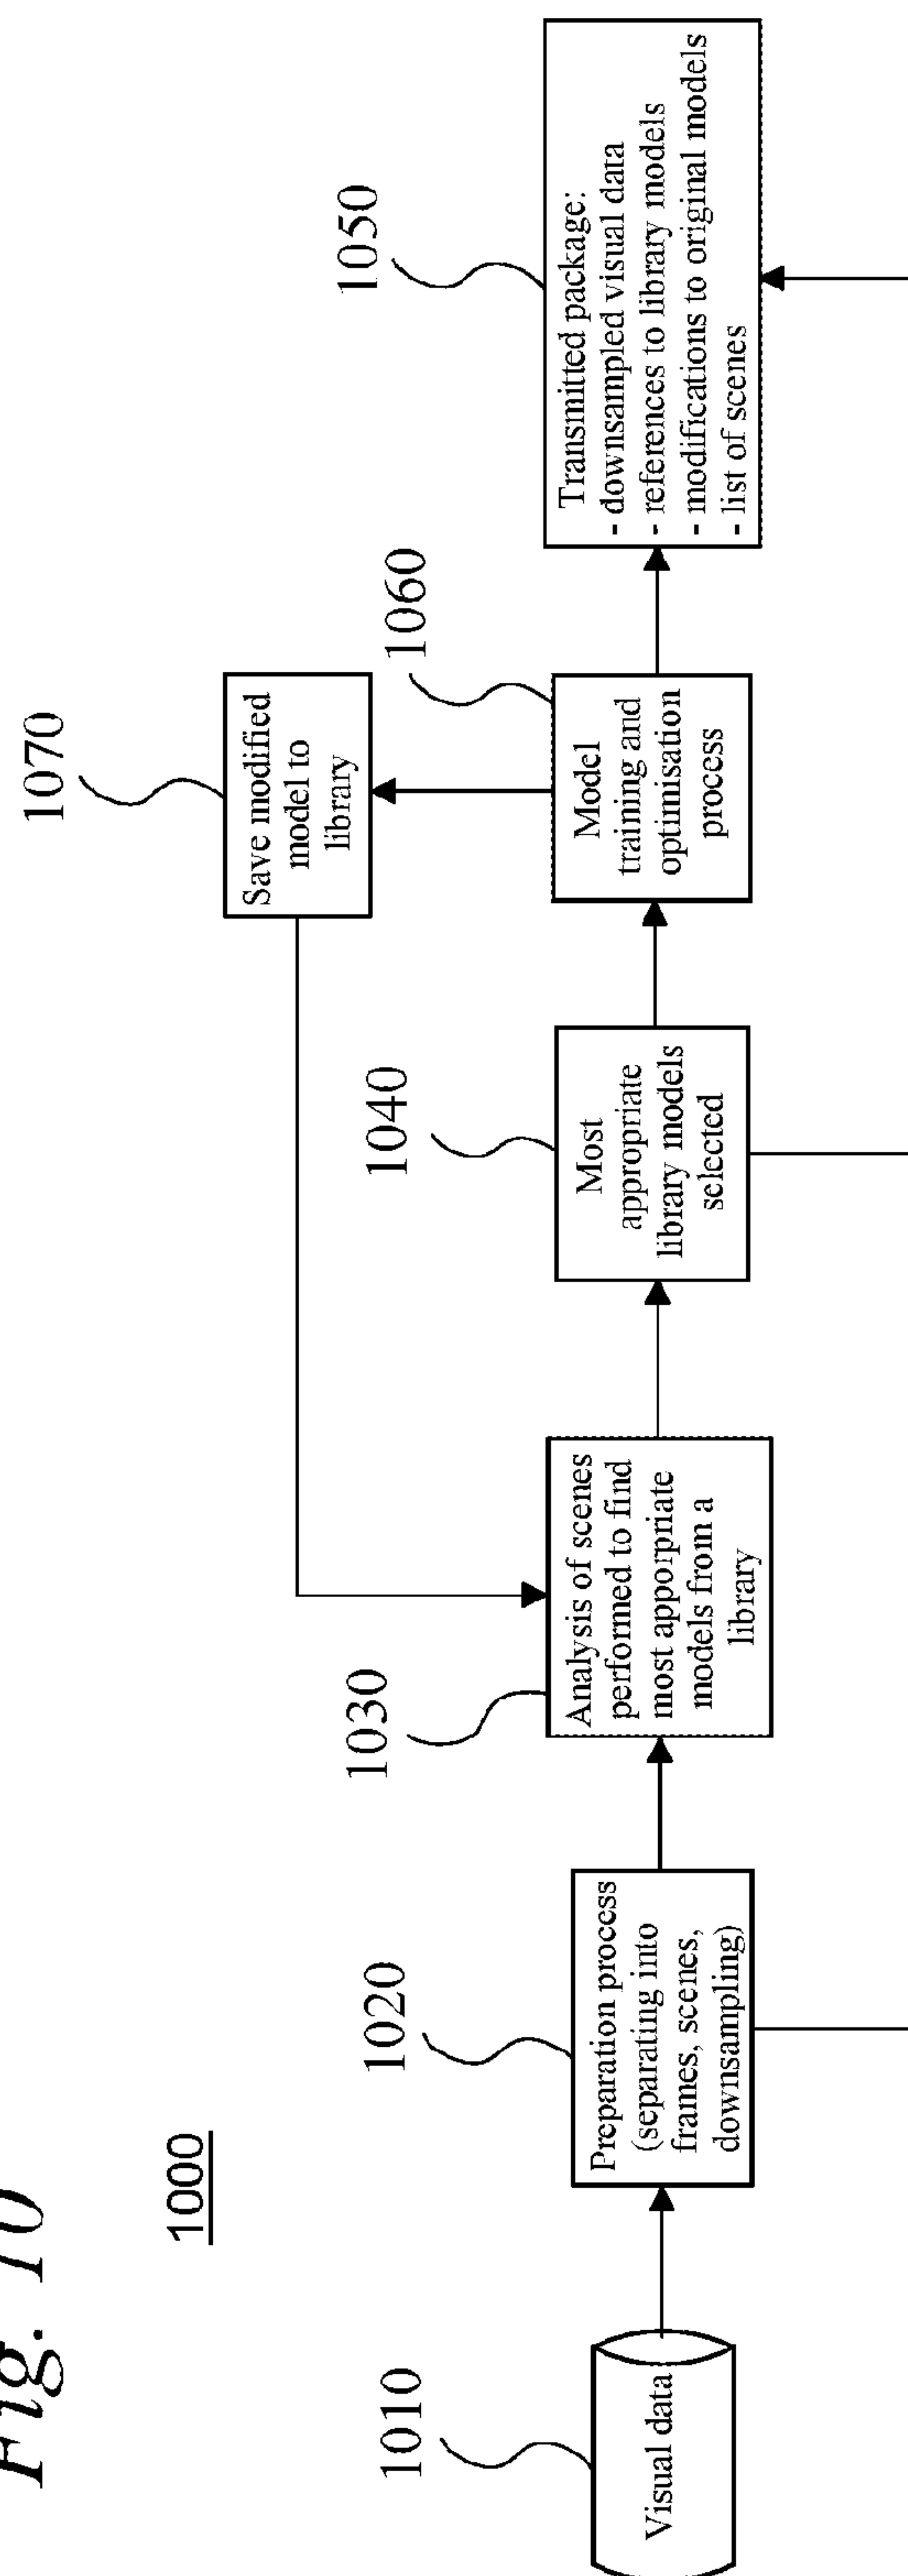 Fig. 10
1000
1010
Visual data
1020
Preparation process
(separating into
frames, scenes,
downsampling)
1030
Analysis of scenes
performed to find
most apporpriate
models from a
library
1040
Most
appropriate
library models
selected
1060
Model
training and
optimisation
process
1070
Save modified
model to
library
1050
Transmitted package:
- downsampled visual data
- references to library models
- modifications to original models
- list of scenes